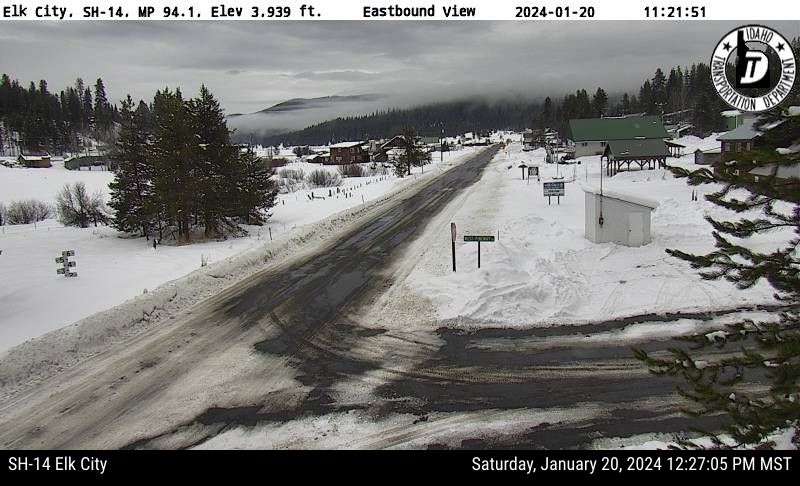 Elk City, SH-14, MP 94.1, Elev 3,939 ft. Eastbound View 2024-01-20 11:21:51
IDAHO
TRANSPORTATION DEPARTMENT
SH-14 Elk City Saturday, January 20, 2024 12:27:05 PM MST